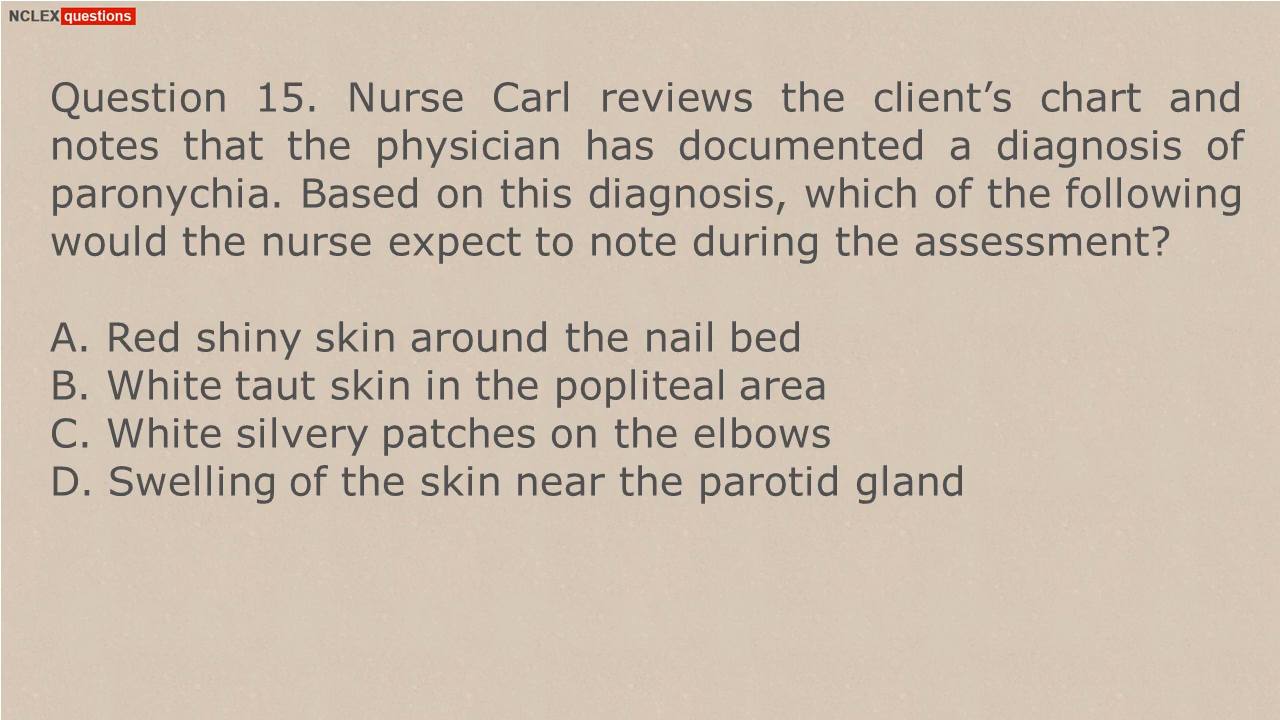 NCLEX questions
Question 15. Nurse Carl reviews the client’s chart and
notes that the physician has documented a diagnosis of
paronychia. Based on this diagnosis, which of the following
would the nurse expect to note during the assessment?
A. Red shiny skin around the nail bed
B. White taut skin in the popliteal area
C. White silvery patches on the elbows
D. Swelling of the skin near the parotid gland